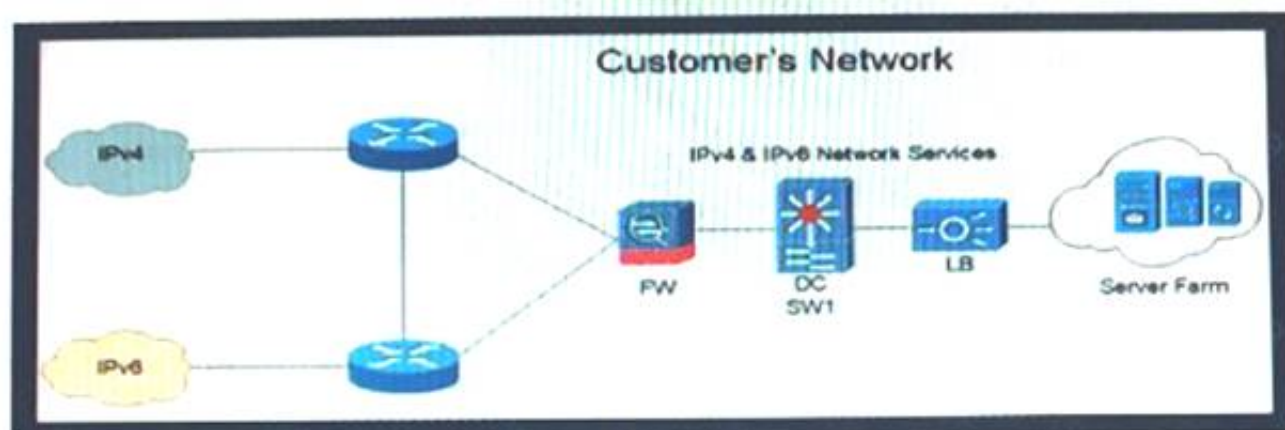 Customer's Network
IPv4
IPv4 & IPv6 Network Services
FW
DC
SW1
LB
Server Farm
IPv6